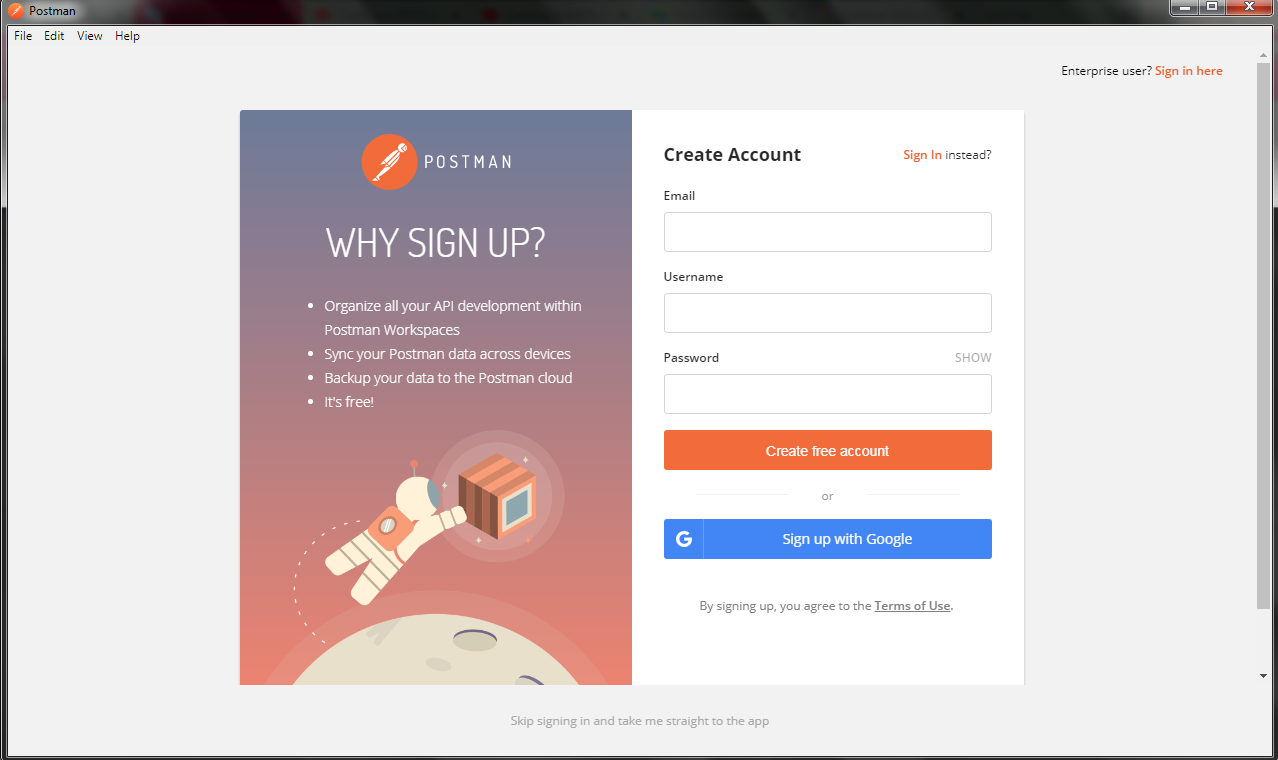 Postman
File Edit View Help
Enterprise user? Sign in here
POSTMAN
WHY SIGN UP?
• Organize all your API development within
Postman Workspaces
• Sync your Postman data across devices
• Backup your data to the Postman cloud
• It's free!
Create Account
Sign In instead?
Email
Username
Password
SHOW
Create free account
or
G
Sign up with Google
By signing up, you agree to the Terms of Use.
Skip signing in and take me straight to the app